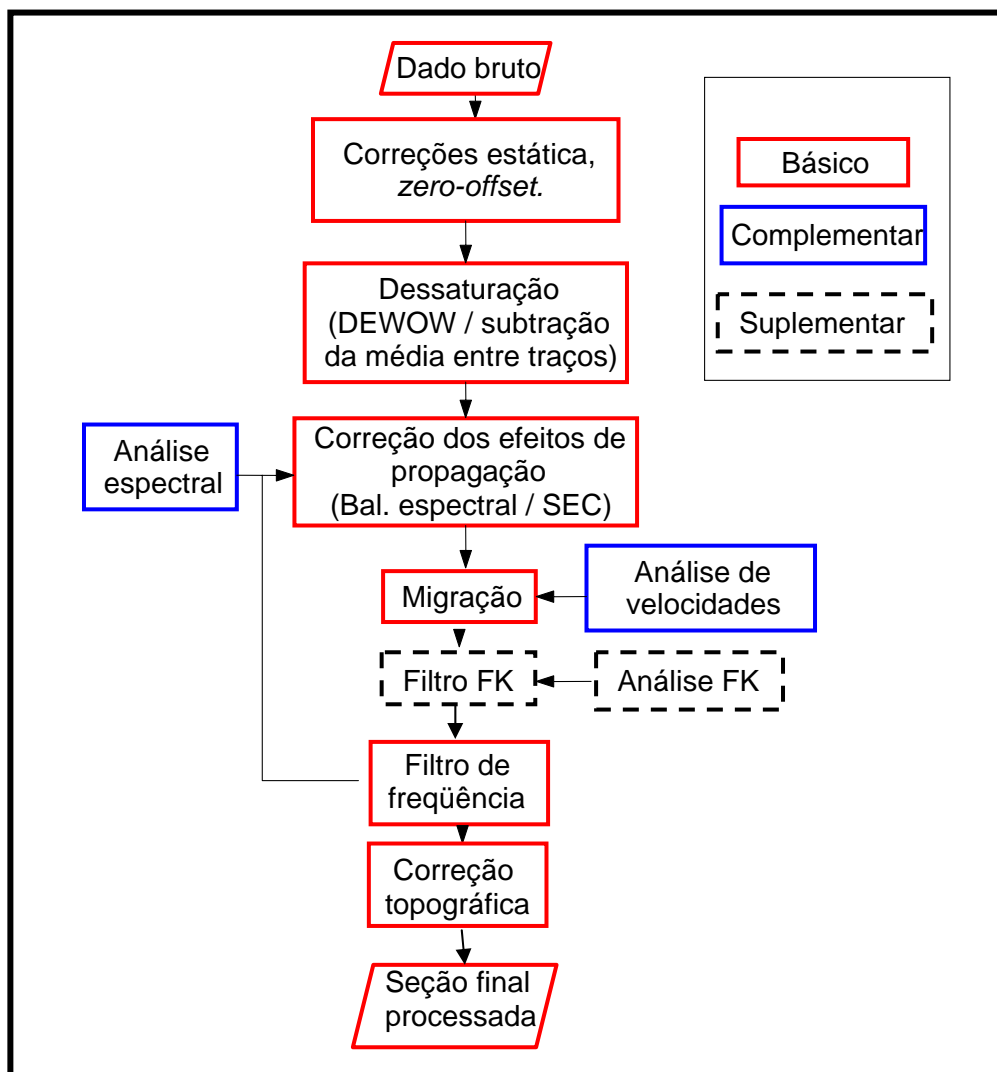 Dado bruto
Correções estática,
zero-offset.
Dessaturação
(DEWOW / subtração
da média entre traços)
Correção dos efeitos de
propagação
(Bal. espectral / SEC)
Análise
espectral
Migração
Análise de
velocidades
Filtro FK
Análise FK
Filtro de
freqüência
Correção
topográfica
Seção final
processada
Básico
Complementar
Suplementar